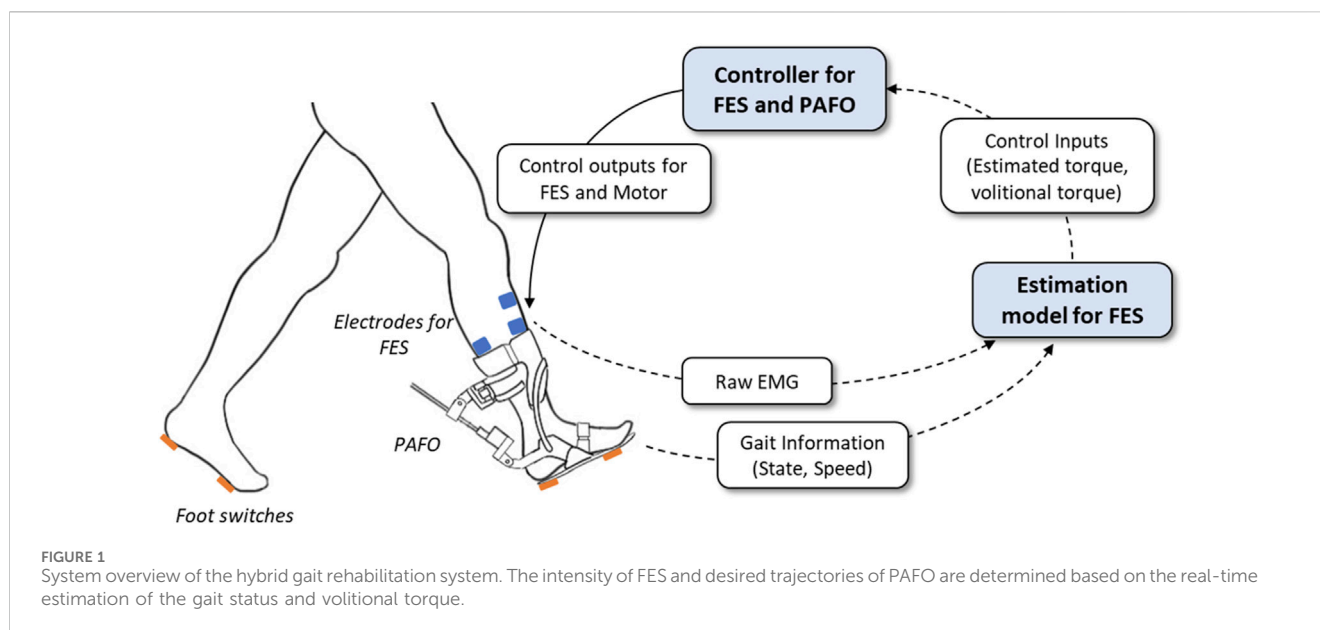 Controller for
FES and PAFO
Control Inputs
(Estimated torque,
volitional torque)
Control outputs for
FES and Motor
Estimation
model for FES
Electrodes for
FES
Raw EMG
PAFO
Gait Information
(State, Speed)
Foot switches
FIGURE 1
System overview of the hybrid gait rehabilitation system. The intensity of FES and desired trajectories of PAFO are determined based on the real-time
estimation of the gait status and volitional torque.